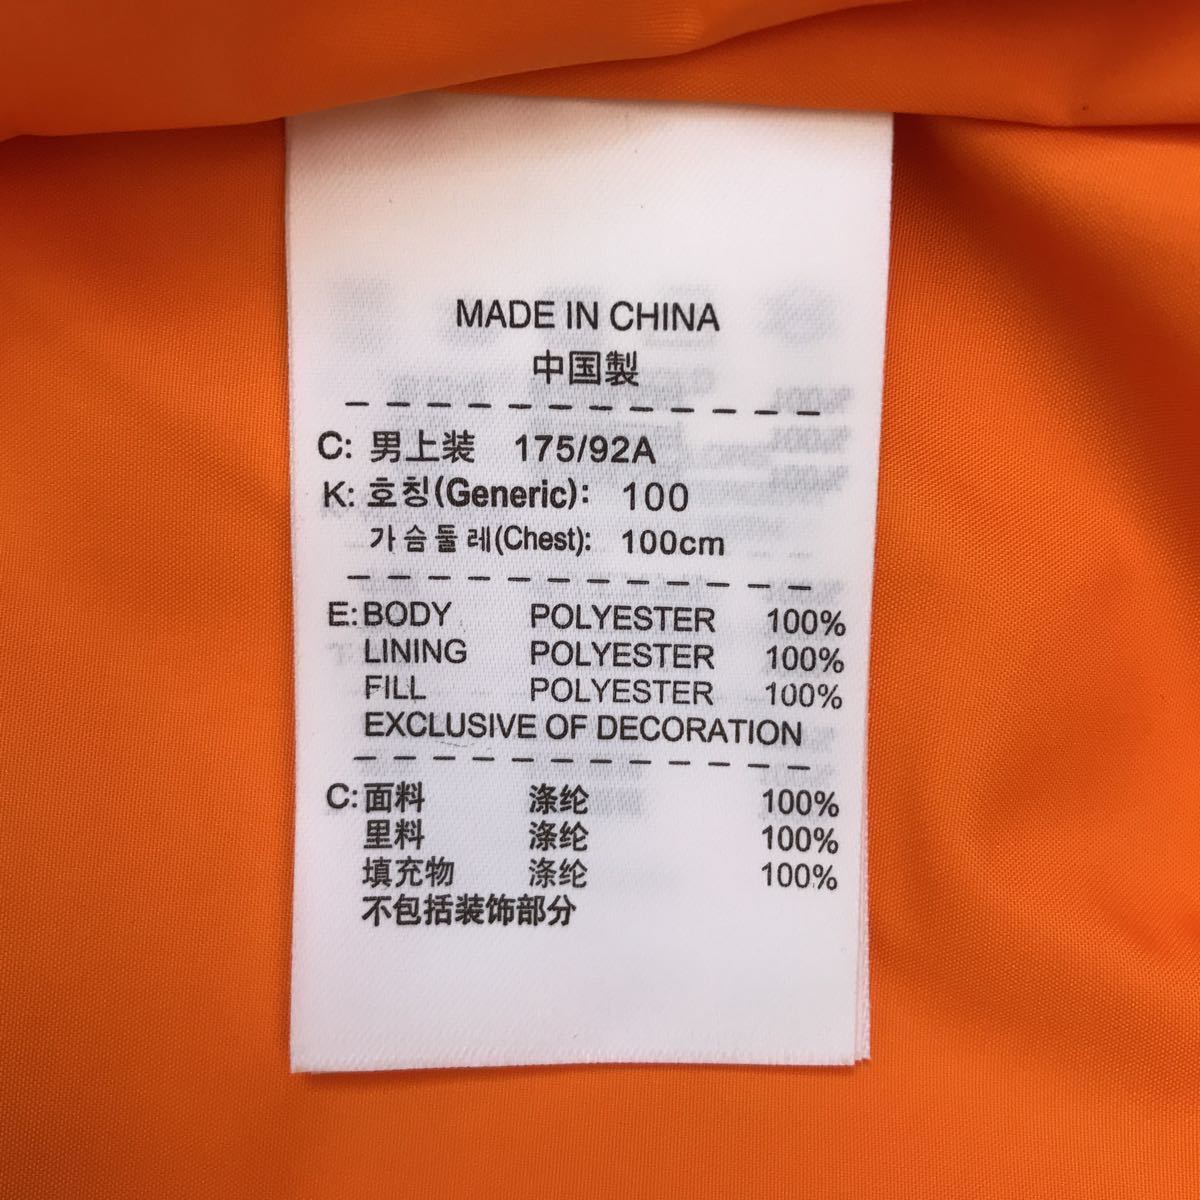 MADE IN CHINA
中国製
C: 男上装 175/92A
K: 호칭(Generic): 100
가슴둘레(Chest): 100cm
E: BODY POLYESTER 100%
LINING POLYESTER 100%
FILL POLYESTER 100%
EXCLUSIVE OF DECORATION
C: 面料 涤纶 100%
里料 涤纶 100%
填充物 涤纶 100%
不包括装饰部分